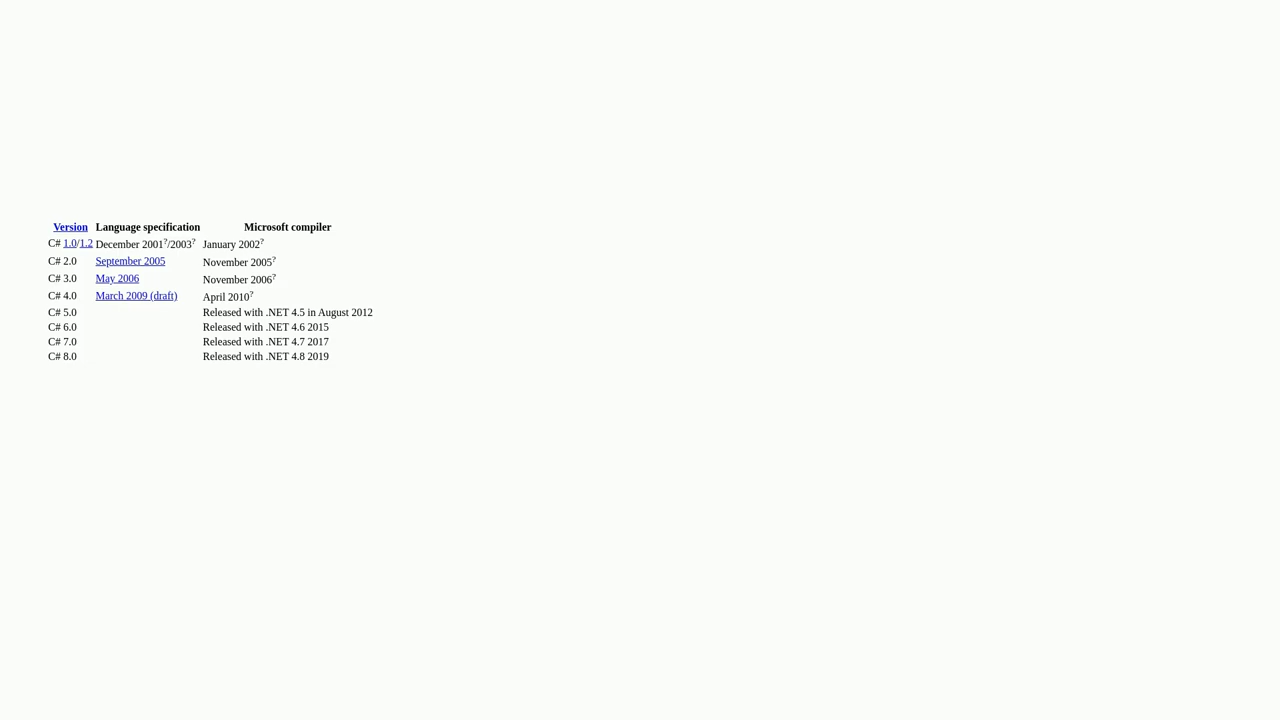 Version Language specification Microsoft compiler
C# 1.0/1.2 December 2001?/2003? January 2002?
C# 2.0 September 2005 November 2005?
C# 3.0 May 2006 November 2006?
C# 4.0 March 2009 (draft) April 2010?
C# 5.0 Released with .NET 4.5 in August 2012
C# 6.0 Released with .NET 4.6 2015
C# 7.0 Released with .NET 4.7 2017
C# 8.0 Released with .NET 4.8 2019